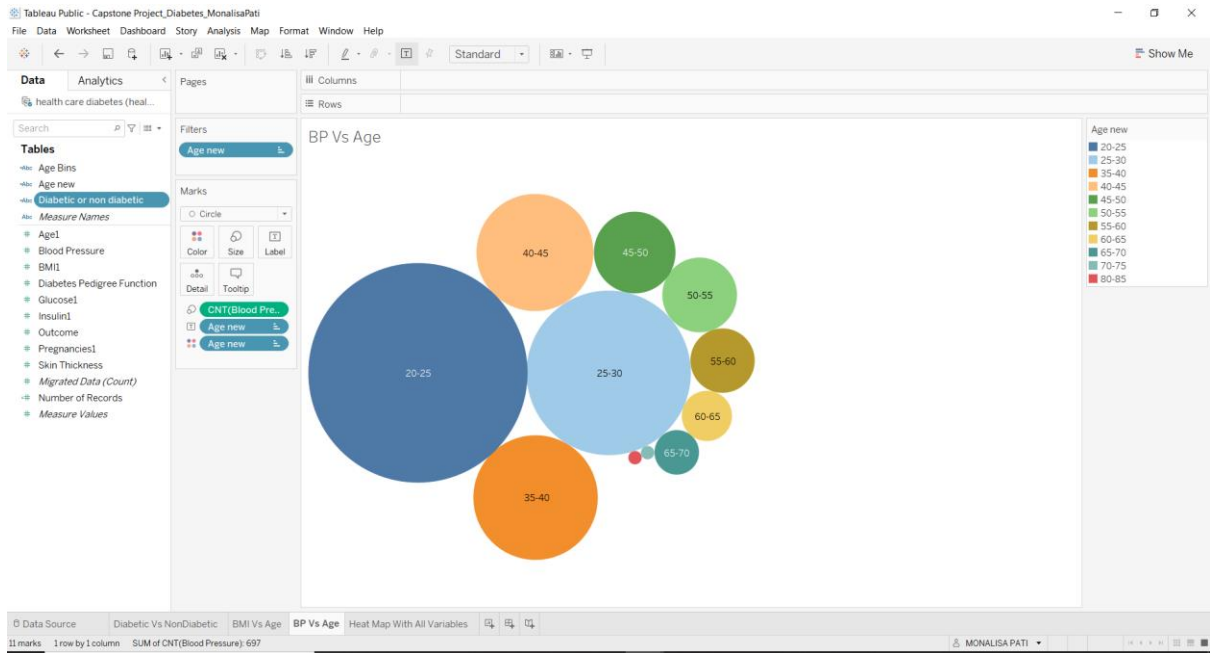 Tableau Public - Capstone Project_Diabetes_MonalisaPati
File Data Worksheet Dashboard Story Analysis Map Format Window Help
Standard
Show Me
Data Analytics
health care diabetes (heal...
Search
Tables
Abc Age Bins
Abc Age new
Abc Diabetic or non diabetic
Abc Measure Names
# Age1
# Blood Pressure
# BMI1
# Diabetes Pedigree Function
# Glucose1
# Insulin1
# Outcome
# Pregnancies1
# Skin Thickness
# Migrated Data (Count)
# Number of Records
# Measure Values
Pages
Filters
Age new
Marks
Circle
Color Size Label
Detail Tooltip
CNT(Blood Pre..
Age new
Age new
Columns
Rows
BP Vs Age
40-45
45-50
50-55
20-25
25-30
55-60
60-65
65-70
35-40
Age new
20-25
25-30
35-40
40-45
45-50
50-55
55-60
60-65
65-70
70-75
80-85
Data Source Diabetic Vs NonDiabetic BMI Vs Age BP Vs Age Heat Map With All Variables
11 marks 1 row by 1 column SUM of CNT(Blood Pressure): 697
MONALISA PATI